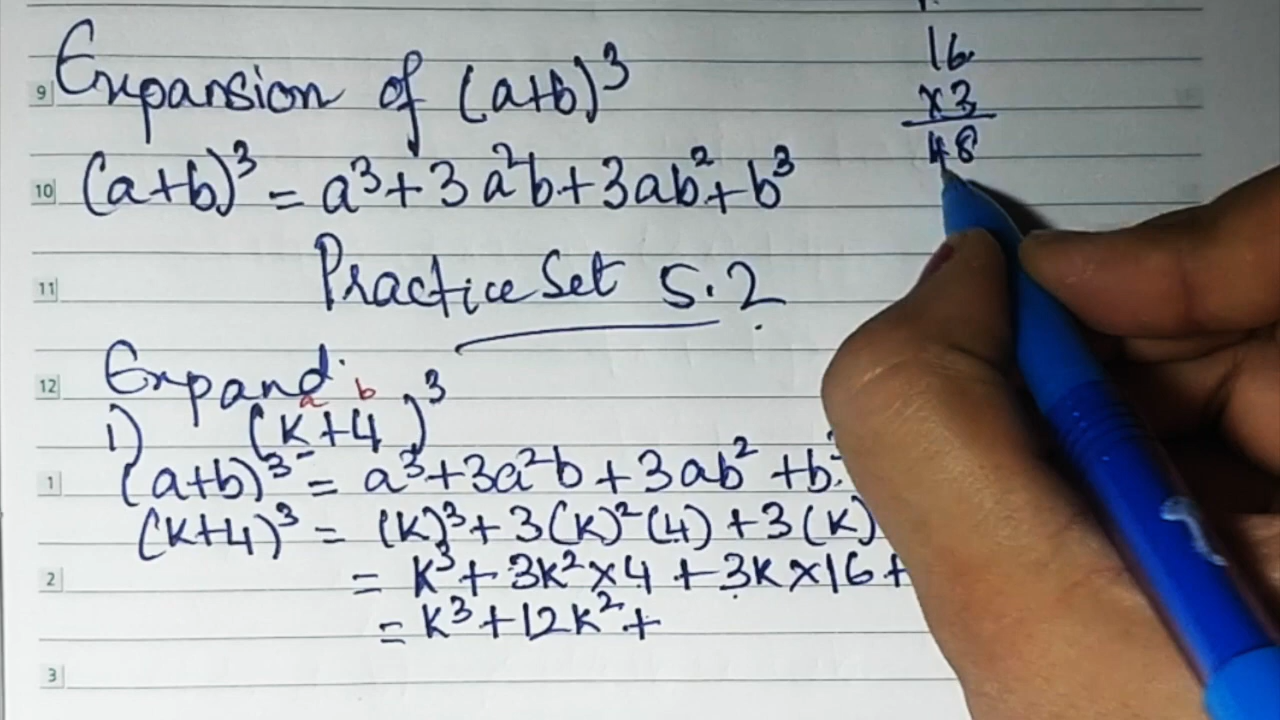 Expansion of (a+b)³
(a+b)³ = a³+3a²b+3ab²+b³
Practice Set 5.2
Expand:
a b
i) (k+4)³
(a+b)³ = a³+3a²b+3ab²+b
(k+4)³ = (k)³+3(k)²(4)+3(k)
= k³+3k²×4+3k×16+
= k³+12k²+
16
×3
48
9
10
11
12
1
2
3